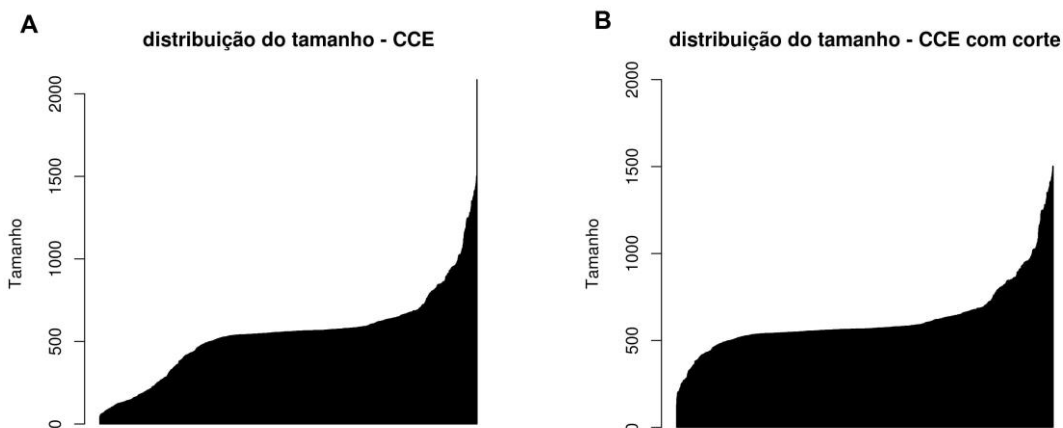 A
distribuição do tamanho - CCE
Tamanho
2000
1500
1000
500
0
B
distribuição do tamanho - CCE com corte
Tamanho
2000
1500
1000
500
0